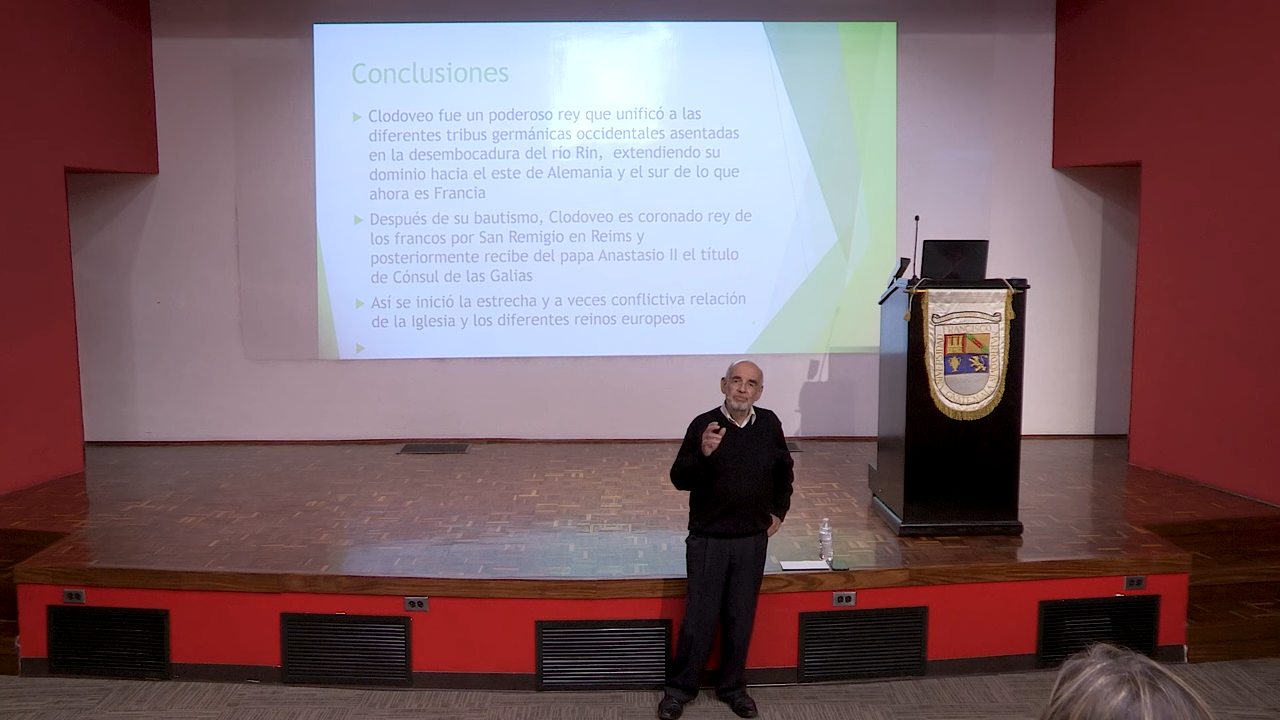 Conclusiones
Clodoveo fue un poderoso rey que unificó a las
diferentes tribus germánicas occidentales asentadas
en la desembocadura del río Rin, extendiendo su
dominio hacia el este de Alemania y el sur de lo que
ahora es Francia
Después de su bautismo, Clodoveo es coronado rey de
los francos por San Remigio en Reims y
posteriormente recibe del papa Anastasio II el título
de Cónsul de las Galias
Así se inició la estrecha y a veces conflictiva relación
de la Iglesia y los diferentes reinos europeos
FRANCISCO